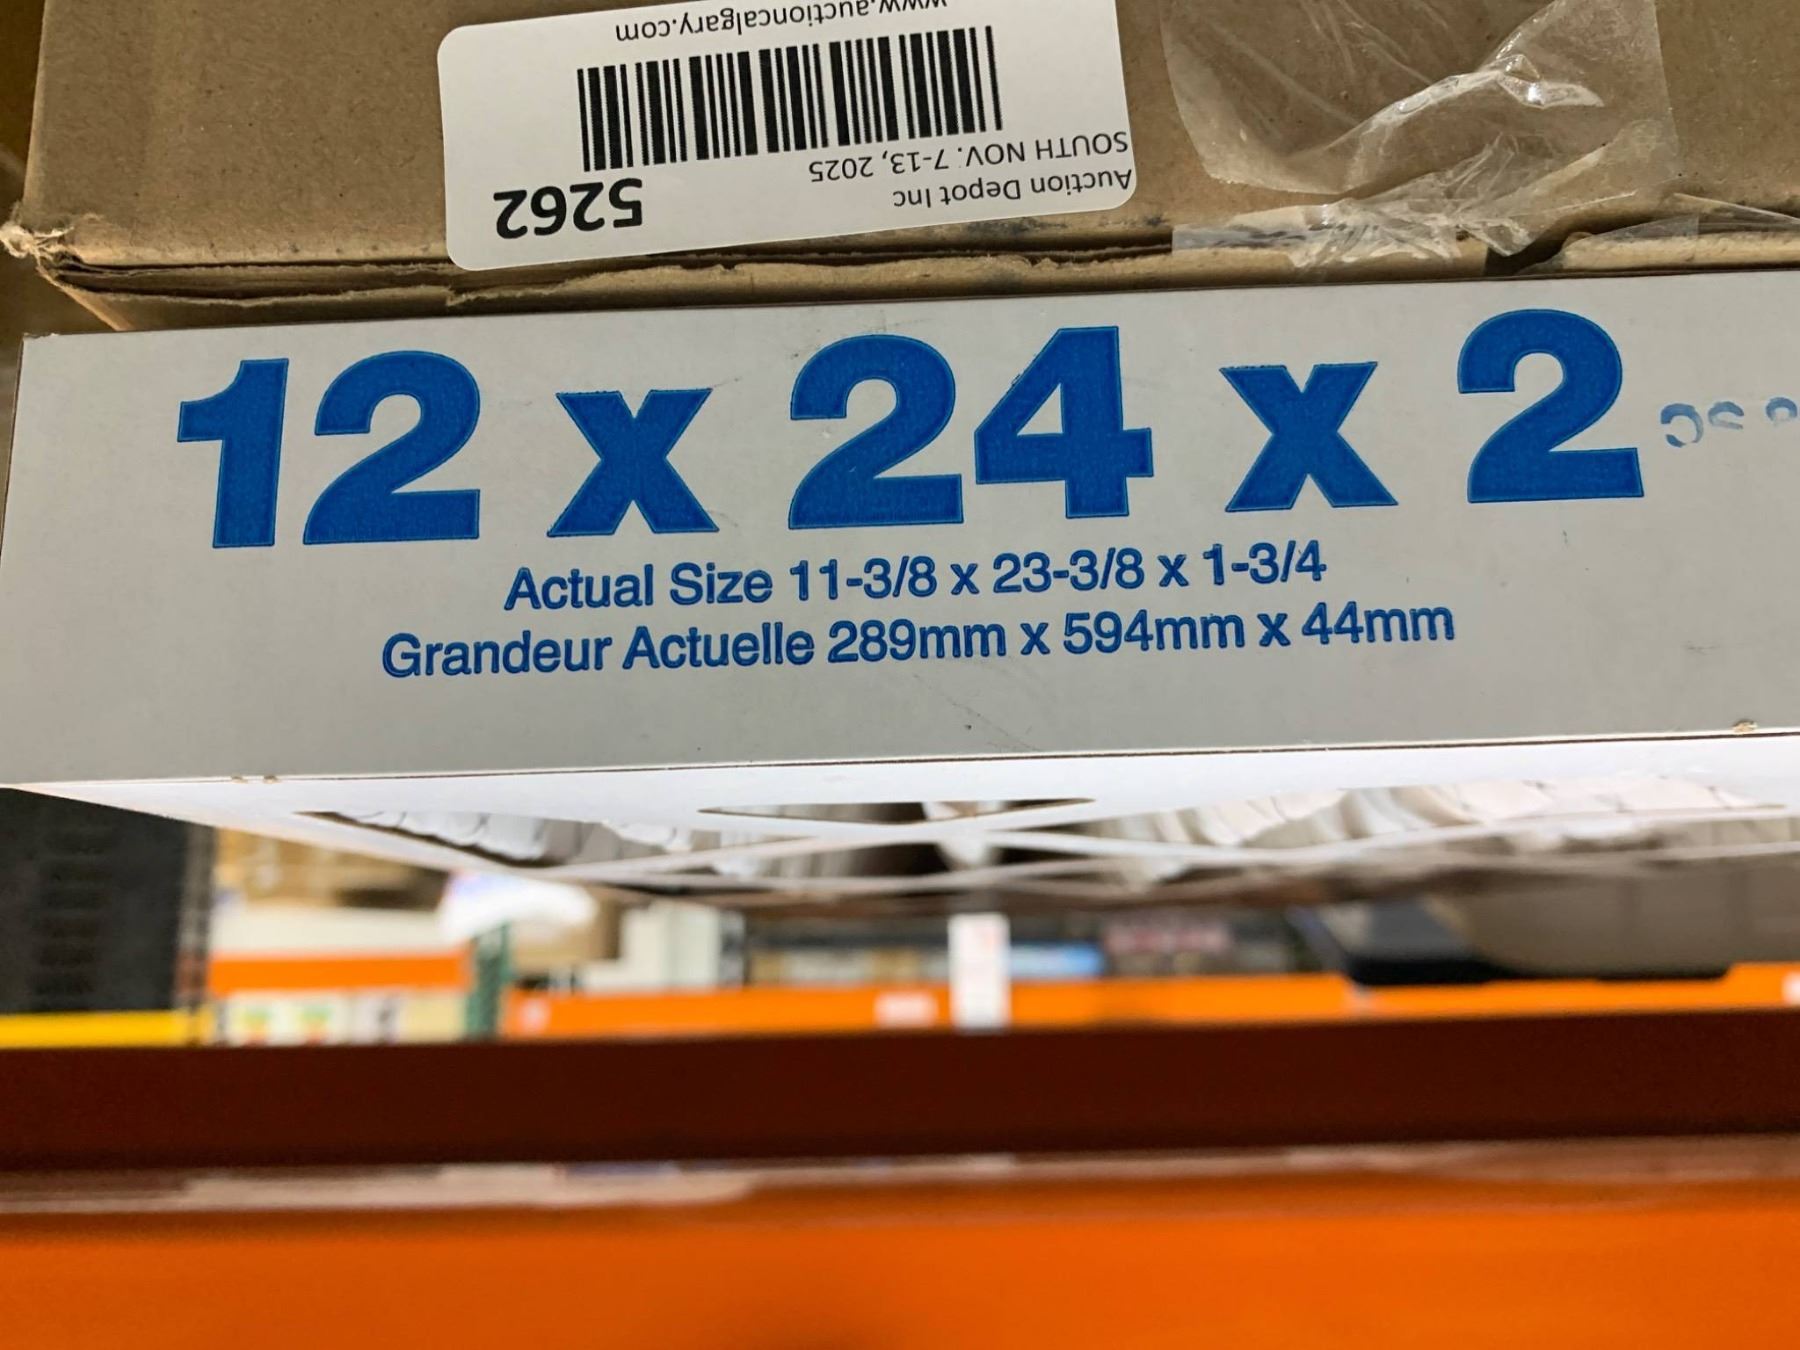 Auction Depot Inc
SOUTH NOV. 7-13, 2025
5262
www.auctioncalgary.com
12 x 24 x 2
Actual Size 11-3/8 x 23-3/8 x 1-3/4
Grandeur Actuelle 289mm x 594mm x 44mm